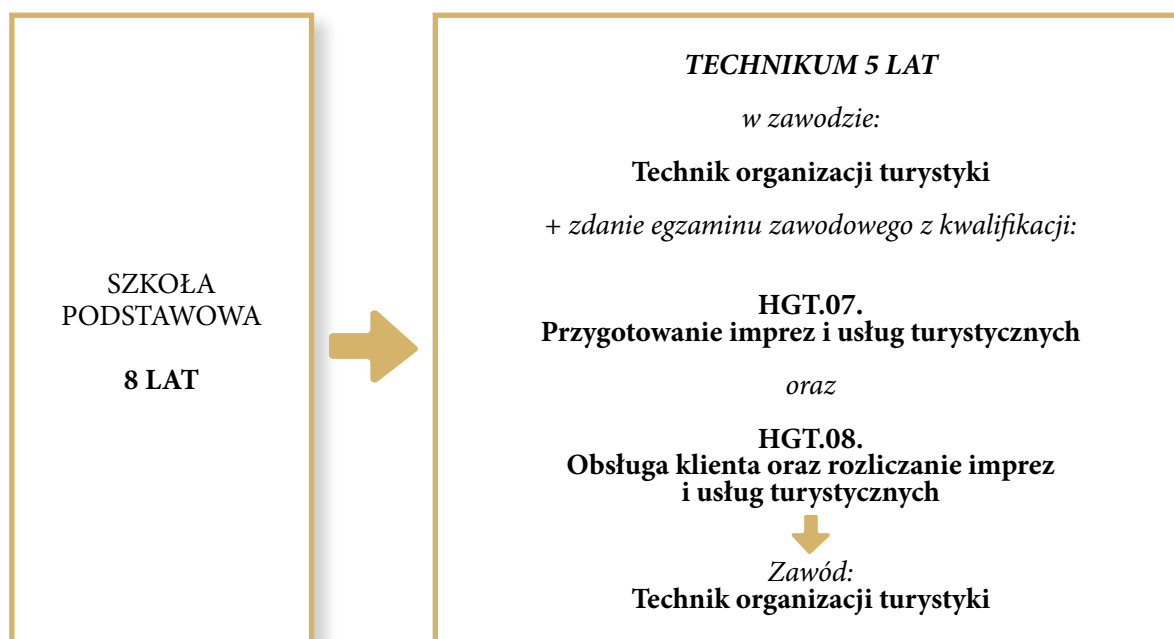 SZKOŁA
PODSTAWOWA
8 LAT
TECHNIKUM 5 LAT
w zawodzie:
Technik organizacji turystyki
+ zdanie egzaminu zawodowego z kwalifikacji:
HGT.07.
Przygotowanie imprez i usług turystycznych
oraz
HGT.08.
Obsługa klienta oraz rozliczanie imprez
i usług turystycznych
Zawód:
Technik organizacji turystyki